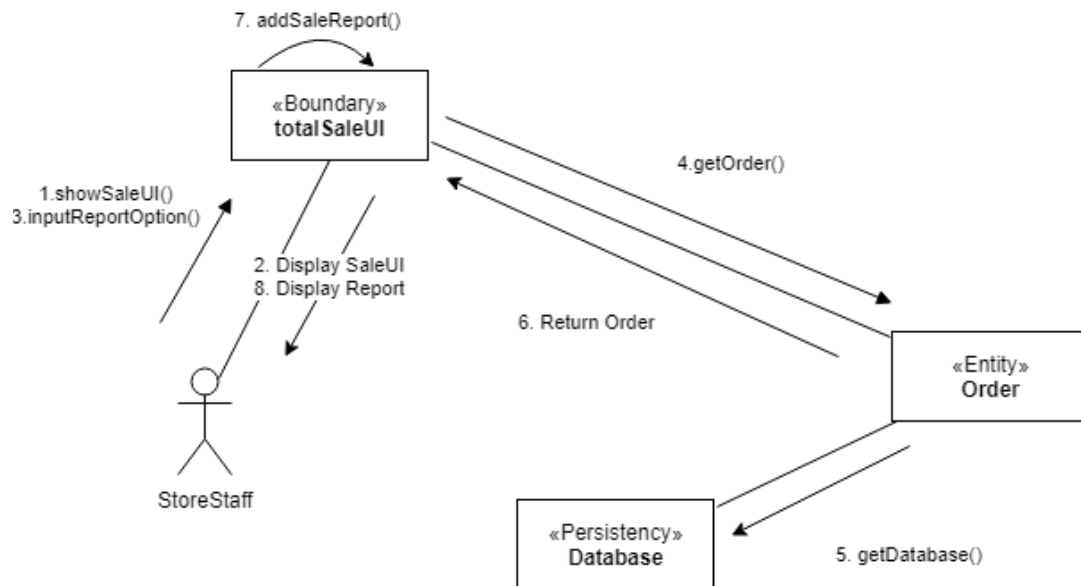 7. addSaleReport()
«Boundary»
totalSaleUI
4.getOrder()
1.showSaleUI()
3.inputReportOption()
2. Display SaleUI
8. Display Report
6. Return Order
«Entity»
Order
StoreStaff
«Persistency»
Database
5. getDatabase()